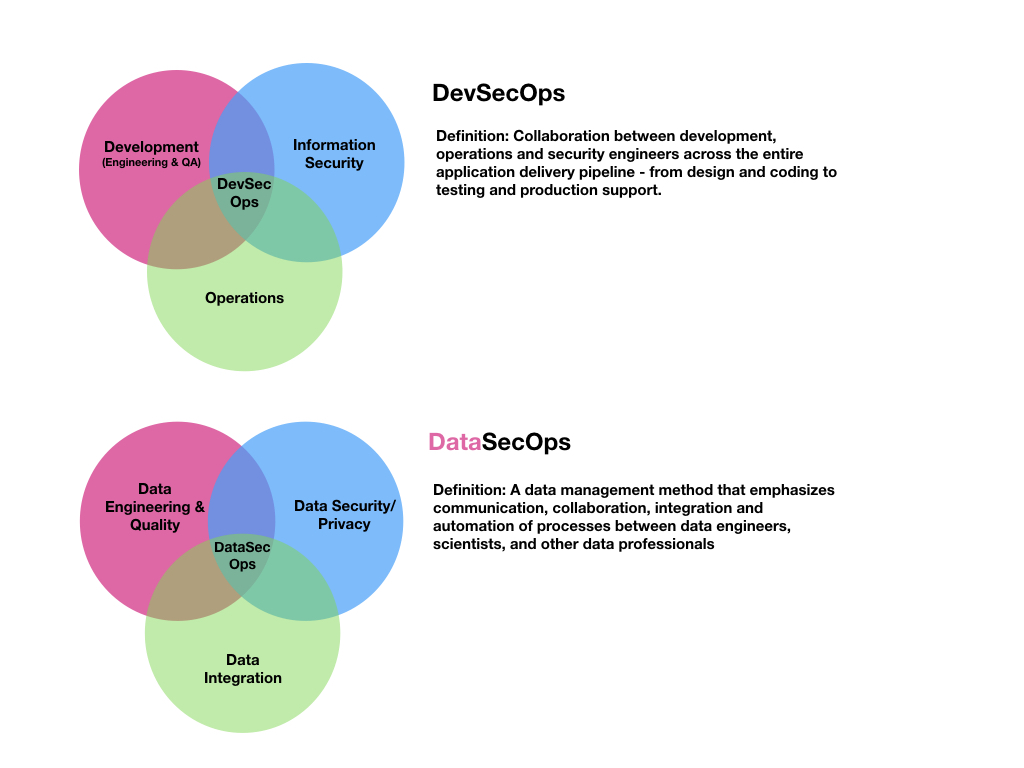 DevSecOps
Definition: Collaboration between development,
operations and security engineers across the entire
application delivery pipeline - from design and coding to
testing and production support.
Development
(Engineering & QA)
Information
Security
DevSec
Ops
Operations
DataSecOps
Definition: A data management method that emphasizes
communication, collaboration, integration and
automation of processes between data engineers,
scientists, and other data professionals
Data
Engineering &
Quality
Data Security/
Privacy
DataSec
Ops
Data
Integration